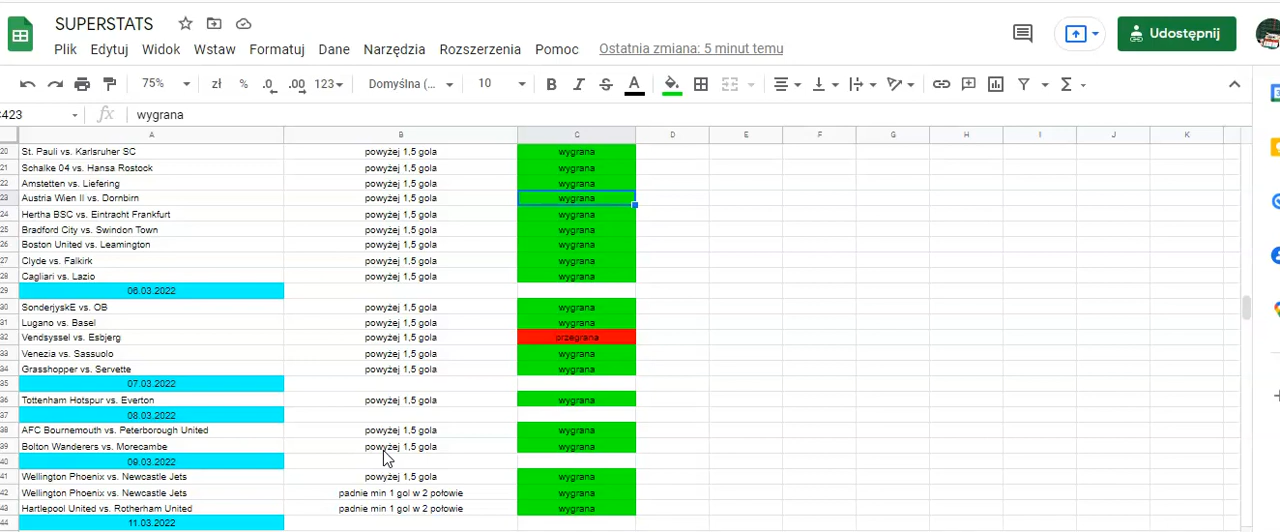 SUPERSTATS
Plik Edytuj Widok Wstaw Formatuj Dane Narzędzia Rozszerzenia Pomoc Ostatnia zmiana: 5 minut temu
Udostępnij
75% zł % .0 .00 123 Domyślna (... 10 B I S A Σ
423 fx wygrana
A B C D E F G H I J K
20 St. Pauli vs. Karlsruher SC powyżej 1,5 gola wygrana
21 Schalke 04 vs. Hansa Rostock powyżej 1,5 gola wygrana
22 Amstetten vs. Liefering powyżej 1,5 gola wygrana
23 Austria Wien II vs. Dornbirn powyżej 1,5 gola wygrana
24 Hertha BSC vs. Eintracht Frankfurt powyżej 1,5 gola wygrana
25 Bradford City vs. Swindon Town powyżej 1,5 gola wygrana
26 Boston United vs. Leamington powyżej 1,5 gola wygrana
27 Clyde vs. Falkirk powyżej 1,5 gola wygrana
28 Cagliari vs. Lazio powyżej 1,5 gola wygrana
29 06.03.2022
30 SonderjyskE vs. OB powyżej 1,5 gola wygrana
31 Lugano vs. Basel powyżej 1,5 gola wygrana
32 Vendsyssel vs. Esbjerg powyżej 1,5 gola przegrana
33 Venezia vs. Sassuolo powyżej 1,5 gola wygrana
34 Grasshopper vs. Servette powyżej 1,5 gola wygrana
35 07.03.2022
36 Tottenham Hotspur vs. Everton powyżej 1,5 gola wygrana
37 08.03.2022
38 AFC Bournemouth vs. Peterborough United powyżej 1,5 gola wygrana
39 Bolton Wanderers vs. Morecambe powyżej 1,5 gola wygrana
40 09.03.2022
41 Wellington Phoenix vs. Newcastle Jets powyżej 1,5 gola wygrana
42 Wellington Phoenix vs. Newcastle Jets padnie min 1 gol w 2 połowie wygrana
43 Hartlepool United vs. Rotherham United padnie min 1 gol w 2 połowie wygrana
44 11.03.2022